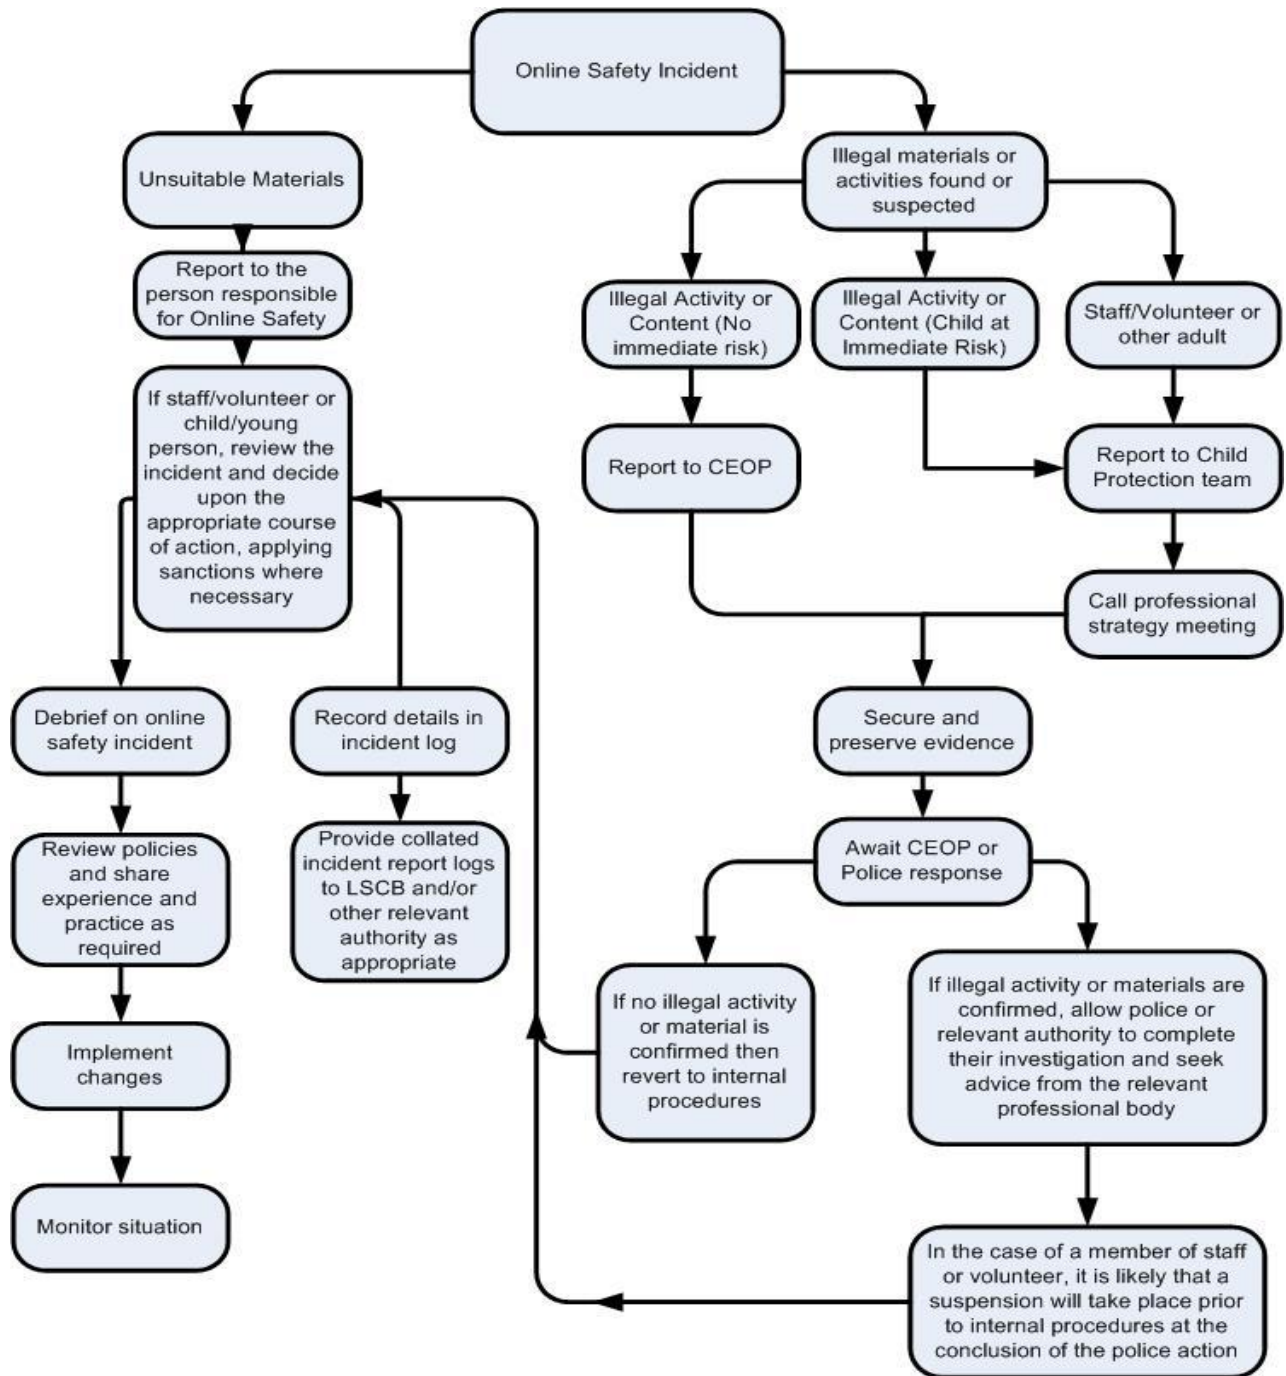 Online Safety Incident
Unsuitable Materials
Report to the
person responsible
for Online Safety
If staff/volunteer or
child/young
person, review the
incident and decide
upon the
appropriate course
of action, applying
sanctions where
necessary
Debrief on online
safety incident
Review policies
and share
experience and
practice as
required
Implement
changes
Monitor situation
Record details in
incident log
Provide collated
incident report logs
to LSCB and/or
other relevant
authority as
appropriate
Illegal materials or
activities found or
suspected
Illegal Activity or
Content (No
immediate risk)
Report to CEOP
Illegal Activity or
Content (Child at
Immediate Risk)
Staff/Volunteer or
other adult
Report to Child
Protection team
Call professional
strategy meeting
Secure and
preserve evidence
Await CEOP or
Police response
If no illegal activity
or material is
confirmed then
revert to internal
procedures
If illegal activity or materials are
confirmed, allow police or
relevant authority to complete
their investigation and seek
advice from the relevant
professional body
In the case of a member of staff
or volunteer, it is likely that a
suspension will take place prior
to internal procedures at the
conclusion of the police action